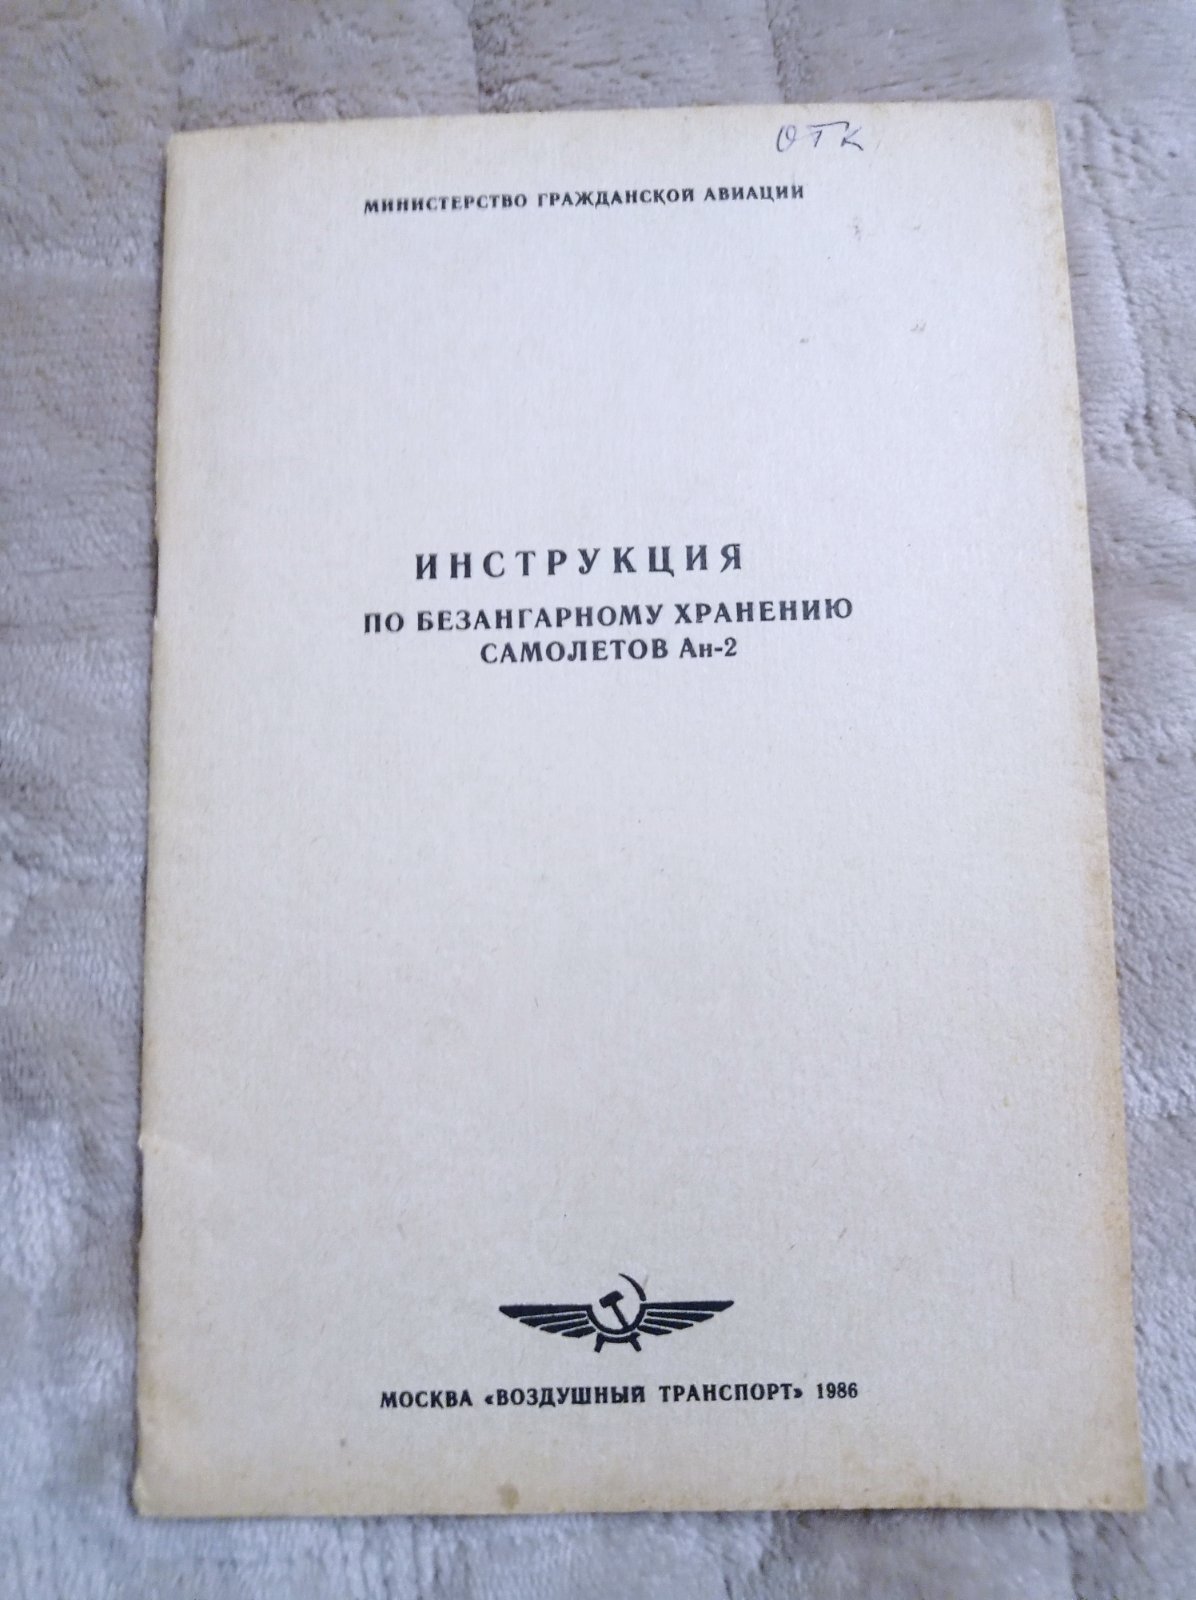 ОТК
МИНИСТЕРСТВО ГРАЖДАНСКОЙ АВИАЦИИ
ИНСТРУКЦИЯ
ПО БЕЗАНГАРНОМУ ХРАНЕНИЮ
САМОЛЕТОВ Ан-2
МОСКВА «ВОЗДУШНЫЙ ТРАНСПОРТ» 1986